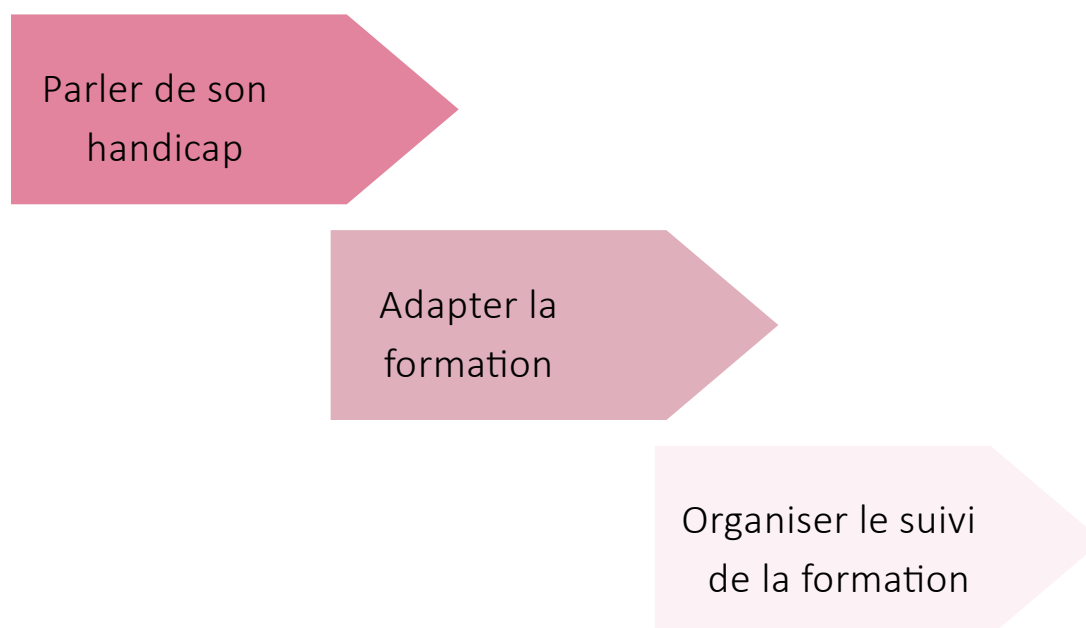 Parler de son
handicap
Adapter la
formation
Organiser le suivi
de la formation